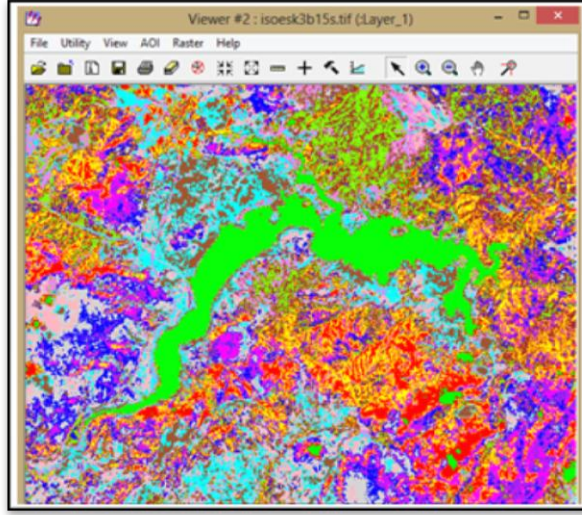 Viewer #2 : isoesk3b15s.tif (:Layer_1)
File Utility View AOI Raster Help